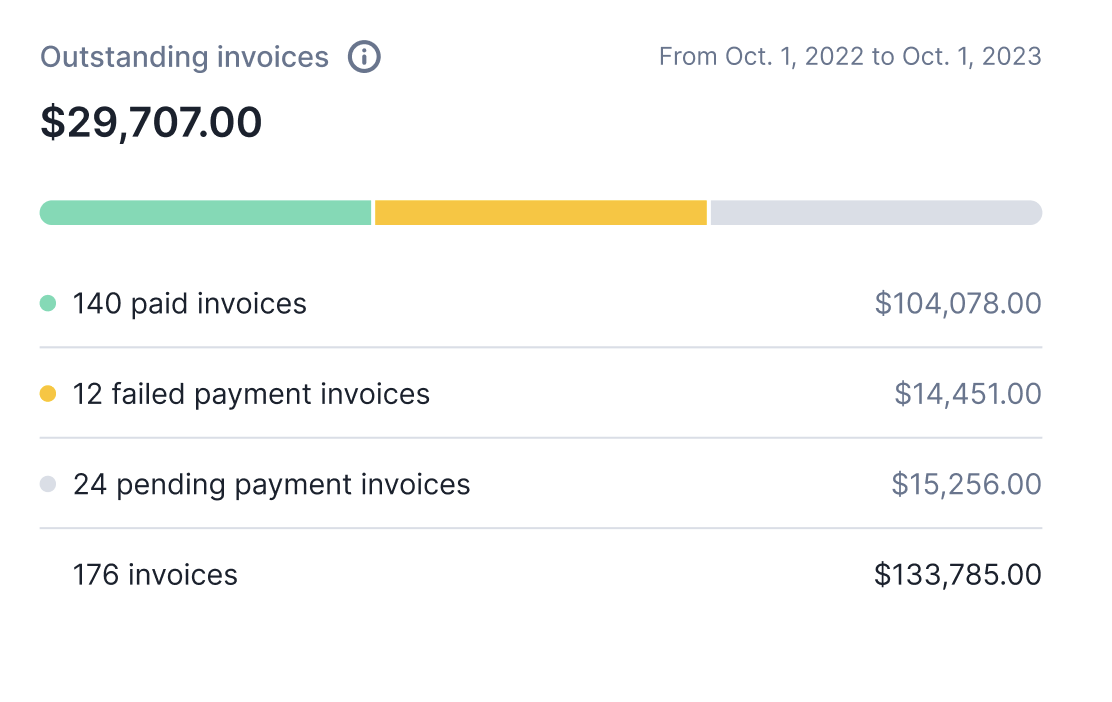 Outstanding invoices
From Oct. 1, 2022 to Oct. 1, 2023
$29,707.00
140 paid invoices $104,078.00
12 failed payment invoices $14,451.00
24 pending payment invoices $15,256.00
176 invoices $133,785.00